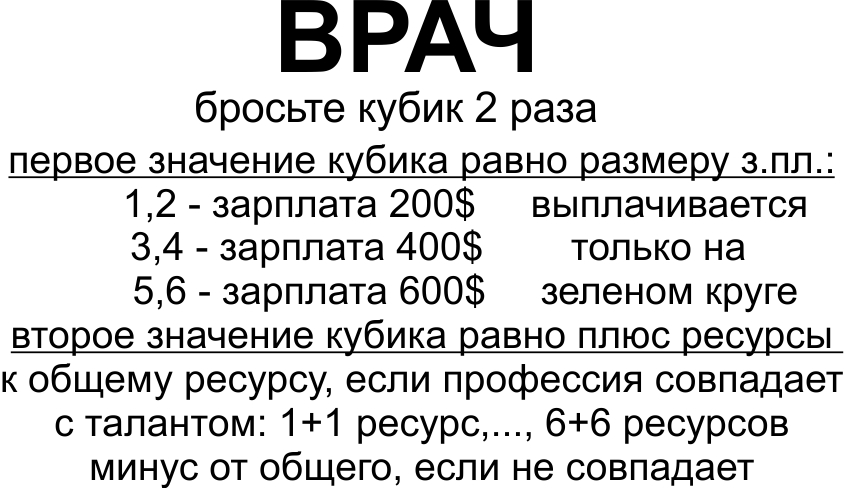 ВРАЧ
бросьте кубик 2 раза
первое значение кубика равно размеру з.пл.:
1,2 - зарплата 200$ выплачивается
3,4 - зарплата 400$ только на
5,6 - зарплата 600$ зеленом круге
второе значение кубика равно плюс ресурсы
к общему ресурсу, если профессия совпадает
с талантом: 1+1 ресурс,..., 6+6 ресурсов
минус от общего, если не совпадает